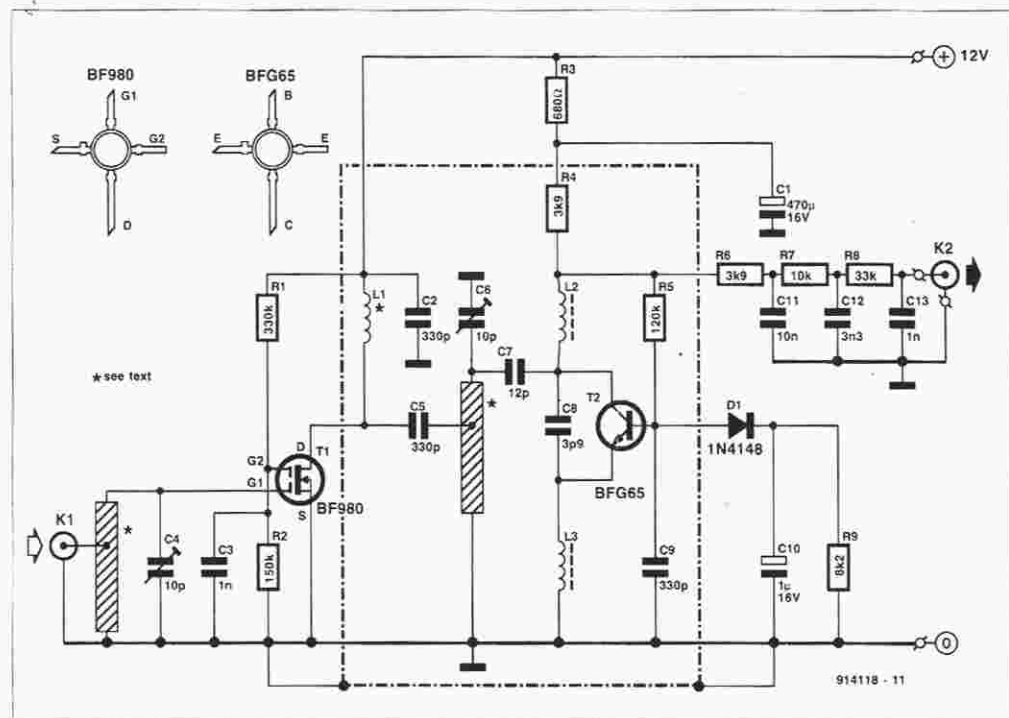 BF980
G1
S
G2
D
BFG65
B
E
E
C
12V
R3
680Ω
R4
3k9
C1
470µ
16V
K2
R6
3k9
R7
10k
R8
33k
C11
10n
C12
3n3
C13
1n
R1
330k
L1
*
C2
330p
C6
10p
L2
R5
120k
* see text
C7
12p
*
C5
330p
C8
3p9
T2
BFG65
D1
1N4148
G2
D
T1
G1
S
BF980
K1
*
C4
10p
C3
1n
R2
150k
L3
C9
330p
C10
1µ
16V
R9
8k2
0
914118 - 11